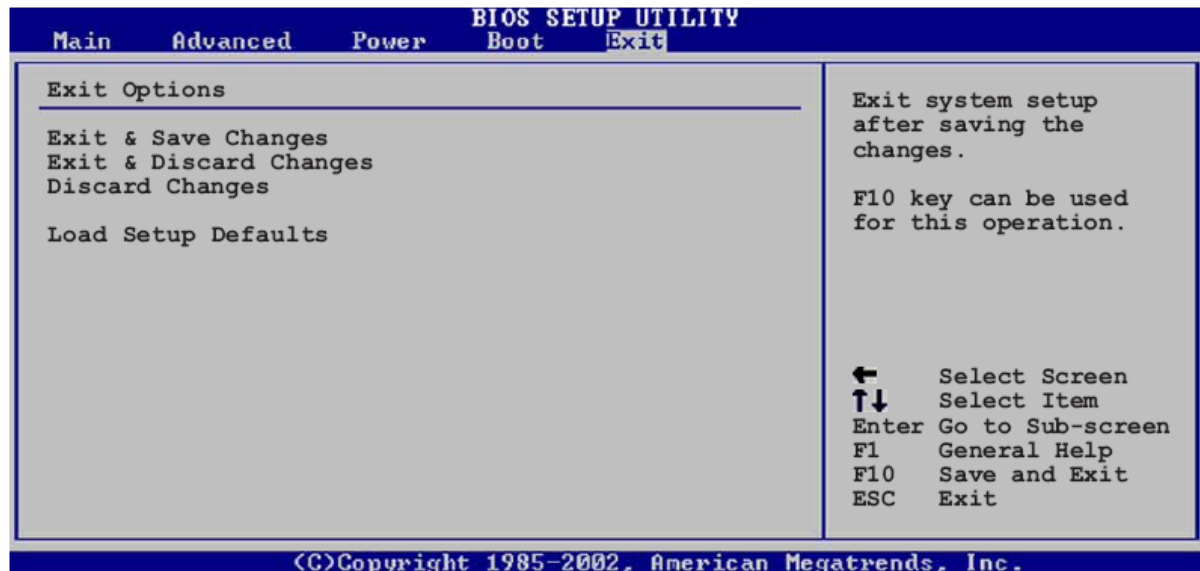 BIOS SETUP UTILITY
Main Advanced Power Boot Exit
Exit Options
Exit & Save Changes
Exit & Discard Changes
Discard Changes
Load Setup Defaults
Exit system setup
after saving the
changes.
F10 key can be used
for this operation.
← Select Screen
↑↓ Select Item
Enter Go to Sub-screen
F1 General Help
F10 Save and Exit
ESC Exit
(C)Copyright 1985-2002, American Megatrends, Inc.